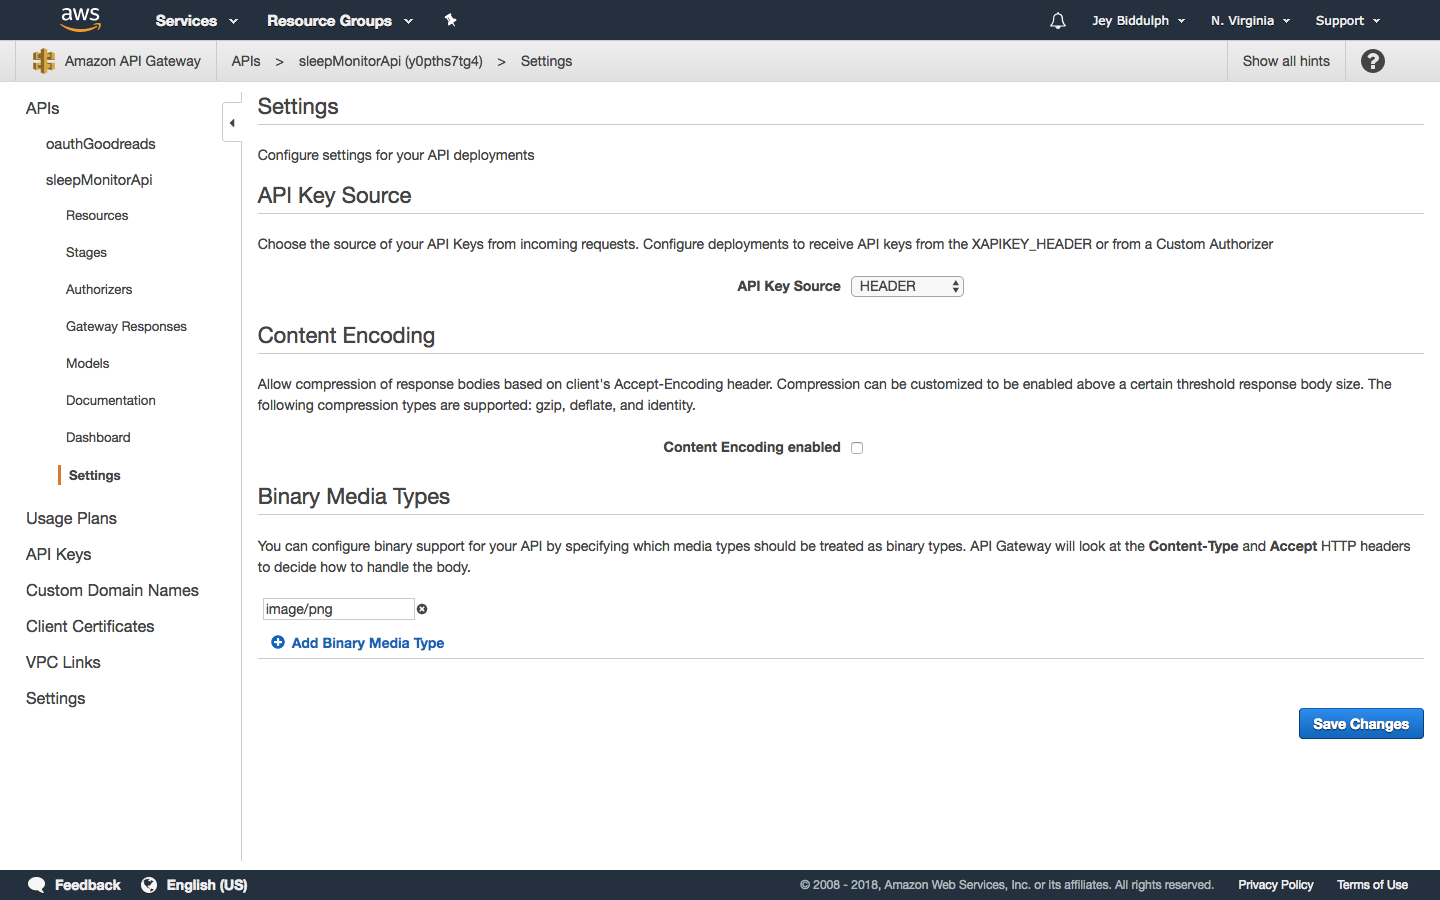 aws Services Resource Groups Jey Biddulph N. Virginia Support
Amazon API Gateway APIs > sleepMonitorApi (y0pths7tg4) > Settings Show all hints ?
APIs
oauthGoodreads
sleepMonitorApi
Resources
Stages
Authorizers
Gateway Responses
Models
Documentation
Dashboard
Settings
Usage Plans
API Keys
Custom Domain Names
Client Certificates
VPC Links
Settings
Settings
Configure settings for your API deployments
API Key Source
Choose the source of your API Keys from incoming requests. Configure deployments to receive API keys from the XAPIKEY_HEADER or from a Custom Authorizer
API Key Source HEADER
Content Encoding
Allow compression of response bodies based on client's Accept-Encoding header. Compression can be customized to be enabled above a certain threshold response body size. The
following compression types are supported: gzip, deflate, and identity.
Content Encoding enabled
Binary Media Types
You can configure binary support for your API by specifying which media types should be treated as binary types. API Gateway will look at the Content-Type and Accept HTTP headers
to decide how to handle the body.
image/png
Add Binary Media Type
Save Changes
Feedback English (US) © 2008 - 2018, Amazon Web Services, Inc. or its affiliates. All rights reserved. Privacy Policy Terms of Use